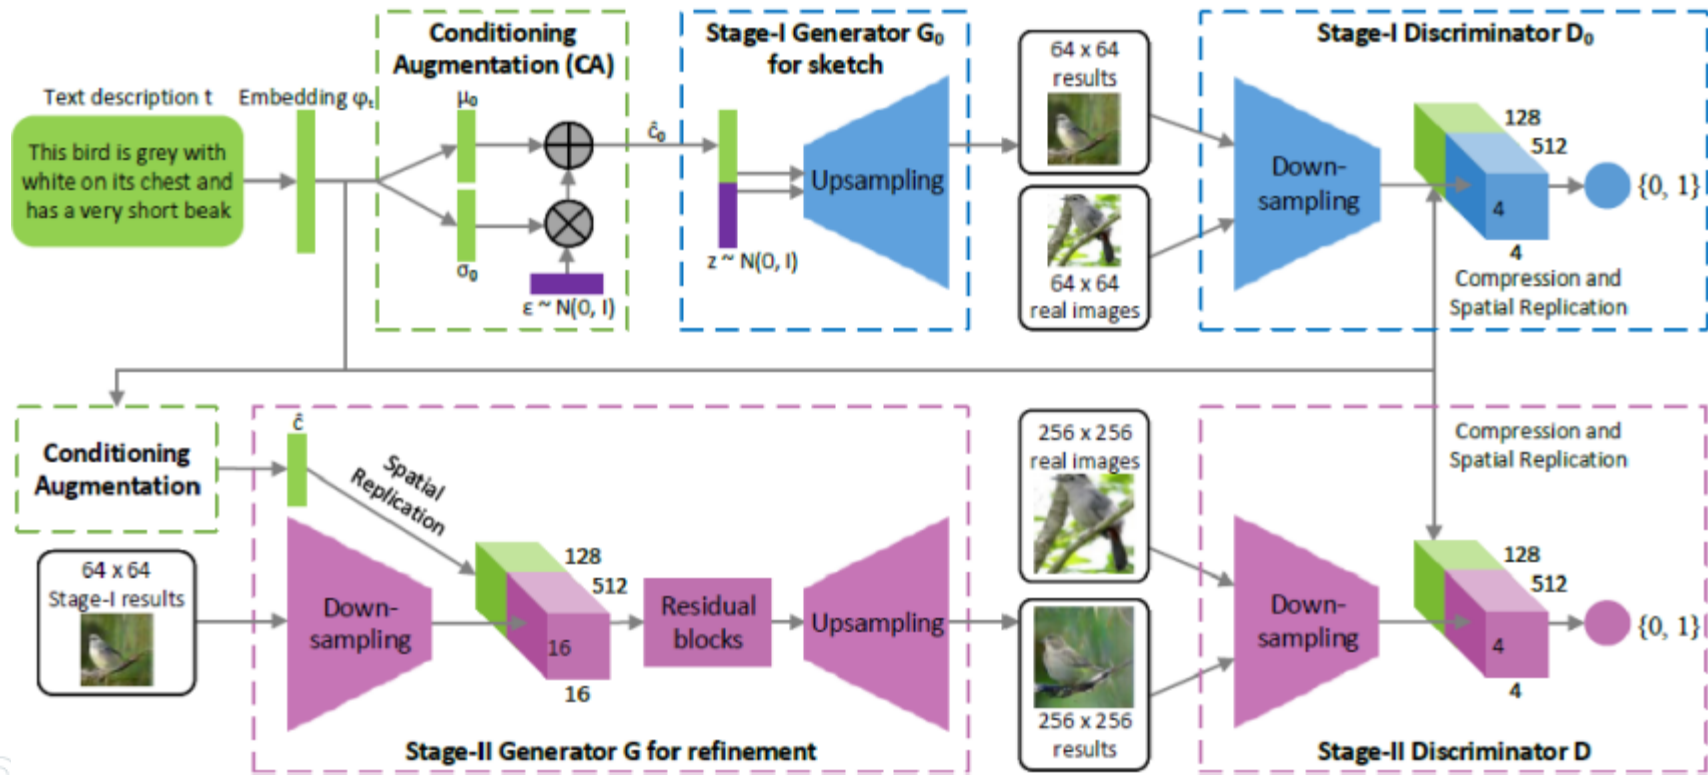 Conditioning
Augmentation (CA)
Stage-I Generator G₀
for sketch
64 x 64
results
Stage-I Discriminator D₀
Text description t
Embedding φₜ
μ₀
ĉ₀
This bird is grey with
white on its chest and
has a very short beak
σ₀
ε ~ N(0, I)
z ~ N(0, I)
Upsampling
64 x 64
real images
Down-
sampling
128
512
4
4
{0, 1}
Compression and
Spatial Replication
Conditioning
Augmentation
ĉ
Spatial
Replication
64 x 64
Stage-I results
Down-
sampling
128
512
16
16
Residual
blocks
Upsampling
Stage-II Generator G for refinement
256 x 256
real images
256 x 256
results
Compression and
Spatial Replication
Down-
sampling
128
512
4
4
{0, 1}
Stage-II Discriminator D